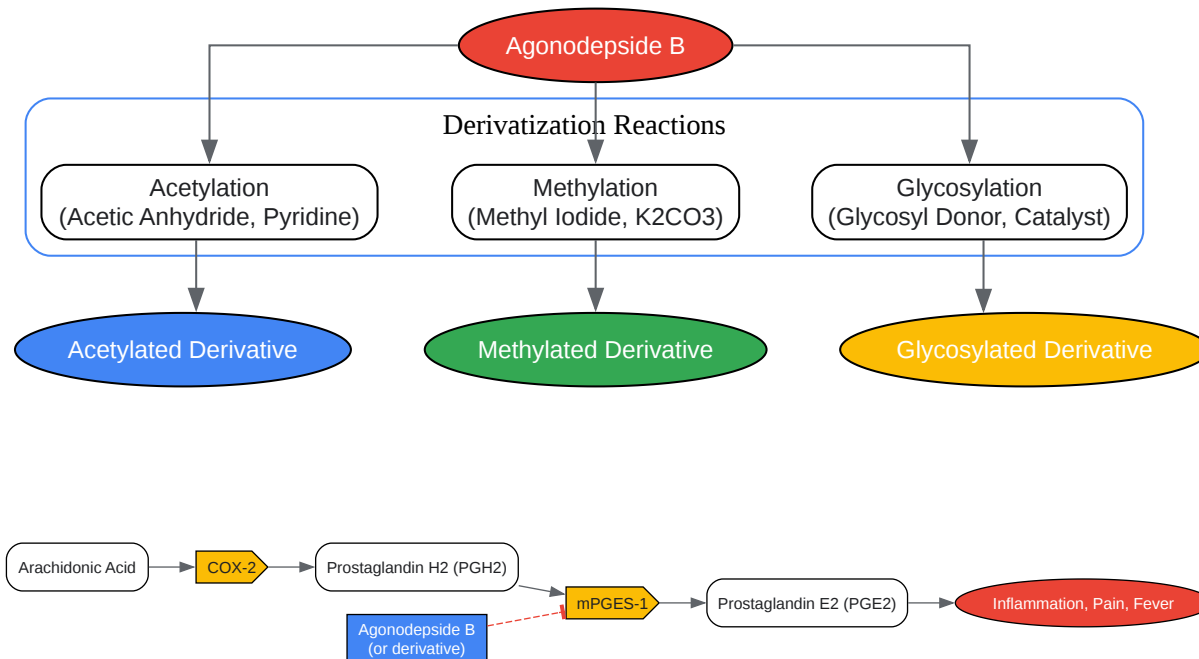 Agonodepside B
Derivatization Reactions
Acetylation
(Acetic Anhydride, Pyridine)
Methylation
(Methyl Iodide, K2CO3)
Glycosylation
(Glycosyl Donor, Catalyst)
Acetylated Derivative
Methylated Derivative
Glycosylated Derivative
Arachidonic Acid
COX-2
Prostaglandin H2 (PGH2)
Agonodepside B
(or derivative)
mPGES-1
Prostaglandin E2 (PGE2)
Inflammation, Pain, Fever